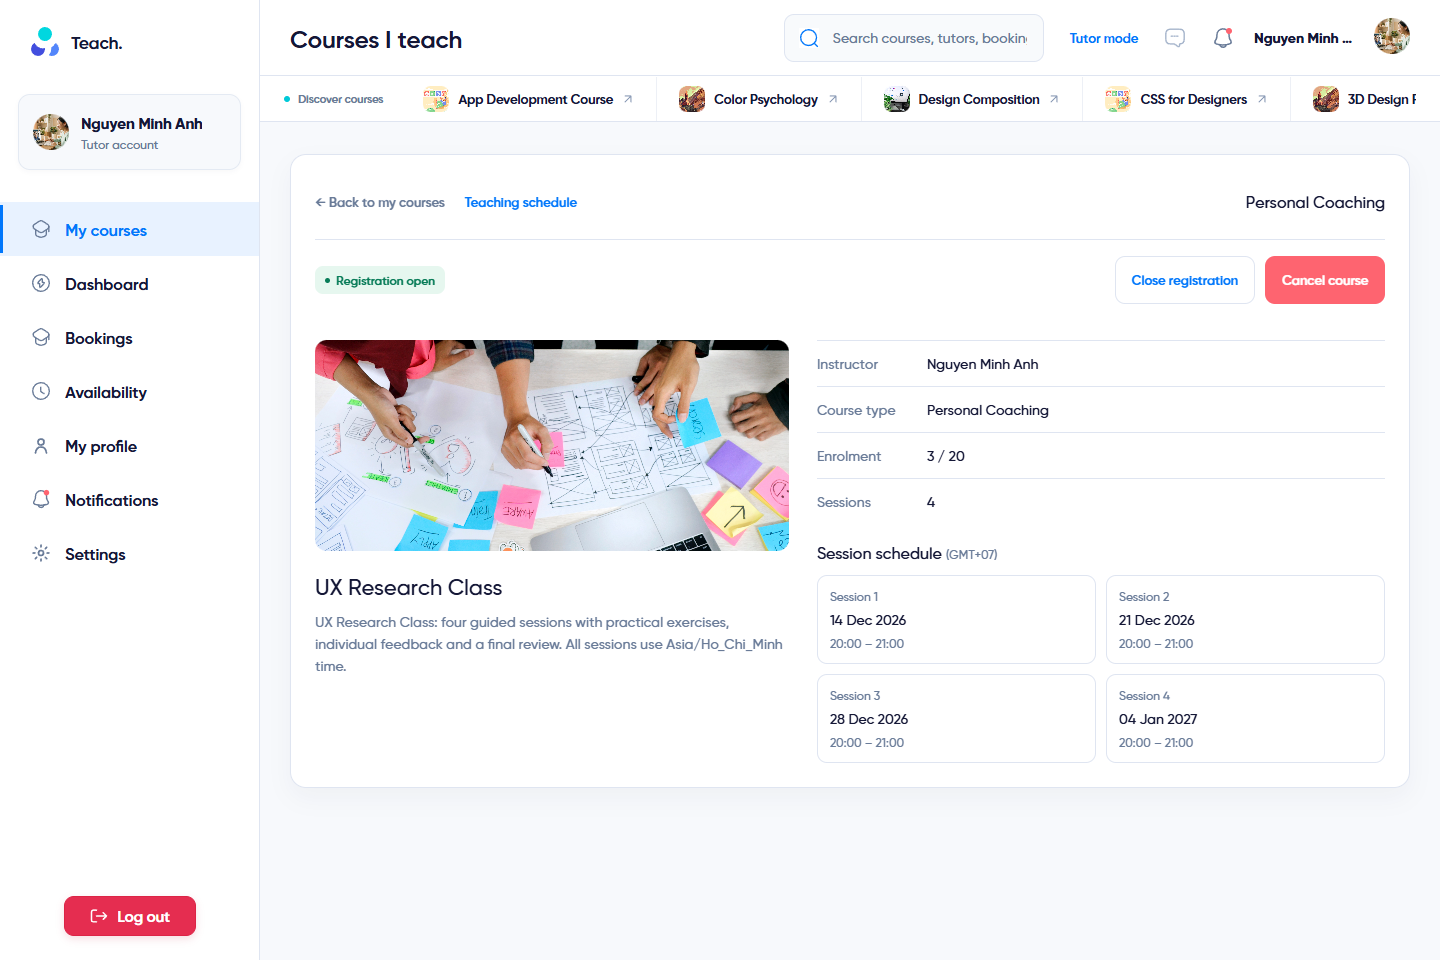 Teach.
Nguyen Minh Anh
Tutor account
My courses
Dashboard
Bookings
Availability
My profile
Notifications
Settings
Log out
Courses I teach
Search courses, tutors, bookin
Tutor mode
Nguyen Minh ...
Discover courses
App Development Course
Color Psychology
Design Composition
CSS for Designers
3D Design
← Back to my courses
Teaching schedule
Personal Coaching
Registration open
Close registration
Cancel course
UX Research Class
UX Research Class: four guided sessions with practical exercises,
individual feedback and a final review. All sessions use Asia/Ho_Chi_Minh
time.
Instructor
Nguyen Minh Anh
Course type
Personal Coaching
Enrolment
3 / 20
Sessions
4
Session schedule (GMT+07)
Session 1
14 Dec 2026
20:00 – 21:00
Session 2
21 Dec 2026
20:00 – 21:00
Session 3
28 Dec 2026
20:00 – 21:00
Session 4
04 Jan 2027
20:00 – 21:00